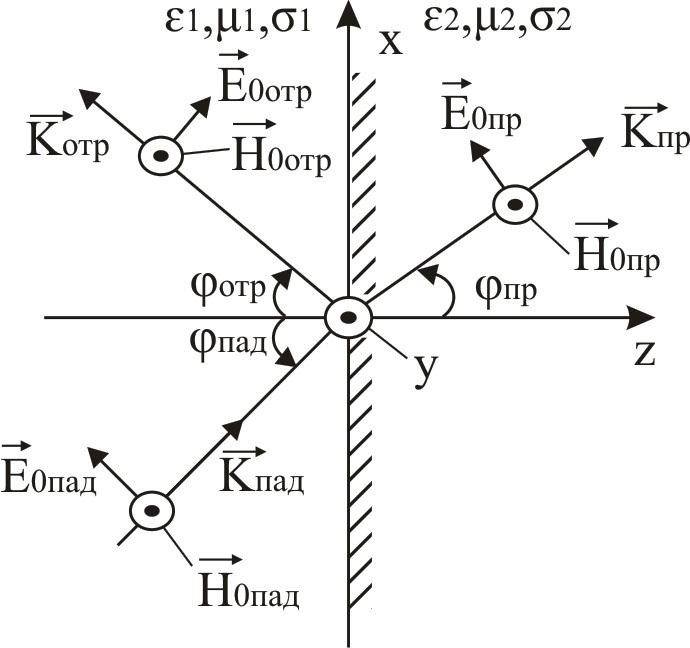 ε1,μ1,σ1
ε2,μ2,σ2
x
E0отр
Kотр
H0отр
E0пр
Kпр
H0пр
φотр
φпр
φпад
z
y
E0пад
Kпад
H0пад